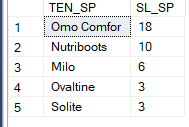 TEN_SP SL_SP
1 Omo Comfor 18
2 Nutriboots 10
3 Milo 6
4 Ovaltine 3
5 Solite 3